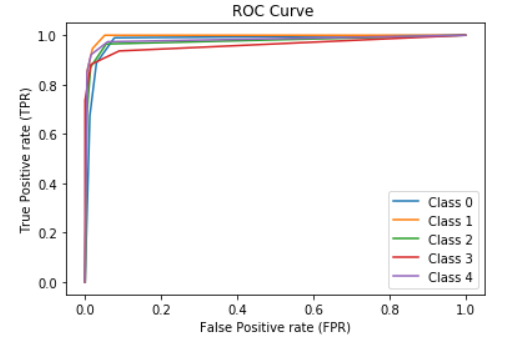 ROC Curve
1.0
0.8
0.6
0.4
0.2
0.0
True Positive rate (TPR)
Class 0
Class 1
Class 2
Class 3
Class 4
0.0 0.2 0.4 0.6 0.8 1.0
False Positive rate (FPR)